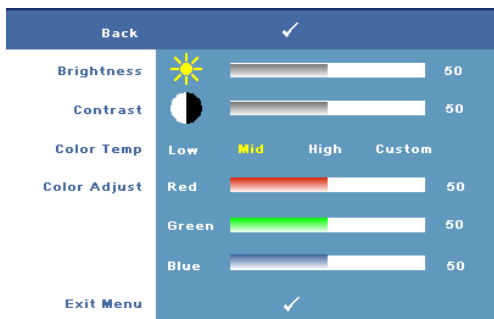 Back
Brightness 50
Contrast 50
Color Temp Low Mid High Custom
Color Adjust Red 50
Green 50
Blue 50
Exit Menu